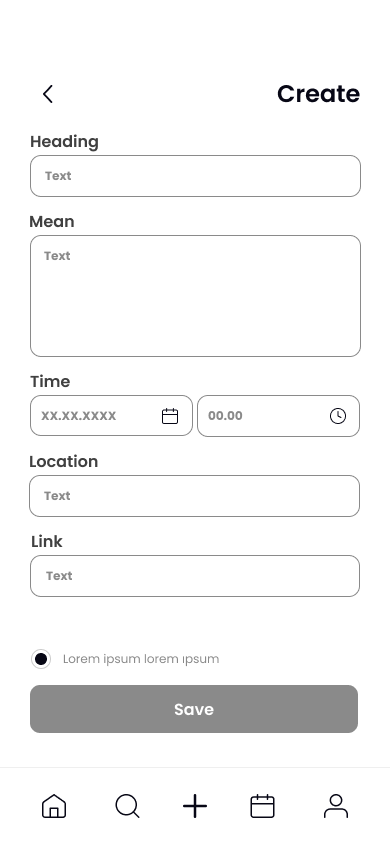 Create
Heading
Text
Mean
Text
Time
XX.XX.XXXX
00.00
Location
Text
Link
Text
Lorem ipsum lorem ipsum
Save